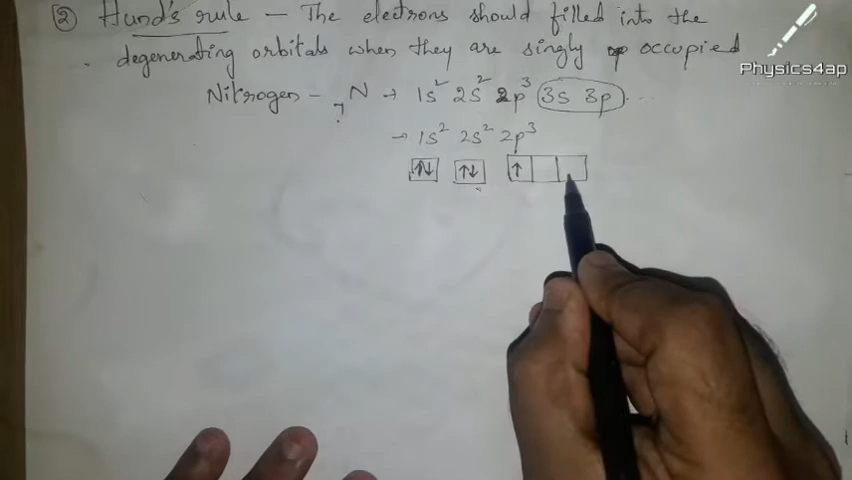 ② Hund's rule – The electrons should filled into the
degenerating orbitals when they are singly occupied
Nitrogen – ₇N → 1s² 2s² 2p³ 3s 3p ...
→ 1s² 2s² 2p³
↑↓ ↑↓ ↑
Physics4ap